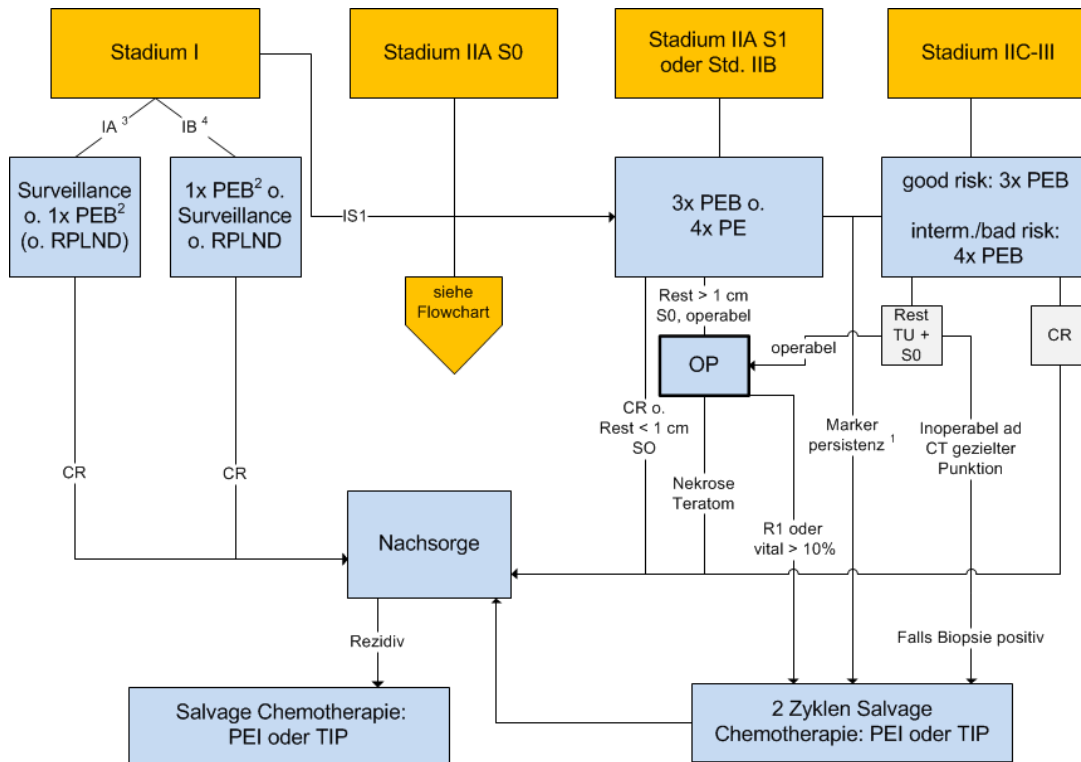 Stadium I
Stadium IIA S0
Stadium IIA S1
oder Std. IIB
Stadium IIC-III
IA ³
IB ⁴
Surveillance
o. 1x PEB²
(o. RPLND)
1x PEB² o.
Surveillance
o. RPLND
IS1
3x PEB o.
4x PE
good risk: 3x PEB
interm./bad risk:
4x PEB
siehe
Flowchart
Rest > 1 cm
S0, operabel
OP
operabel
Rest
TU +
S0
CR
CR o.
Rest < 1 cm
SO
Marker
persistenz ¹
Inoperabel ad
CT gezielter
Punktion
CR
CR
Nekrose
Teratom
R1 oder
vital > 10%
Nachsorge
Rezidiv
Falls Biopsie positiv
Salvage Chemotherapie:
PEI oder TIP
2 Zyklen Salvage
Chemotherapie: PEI oder TIP